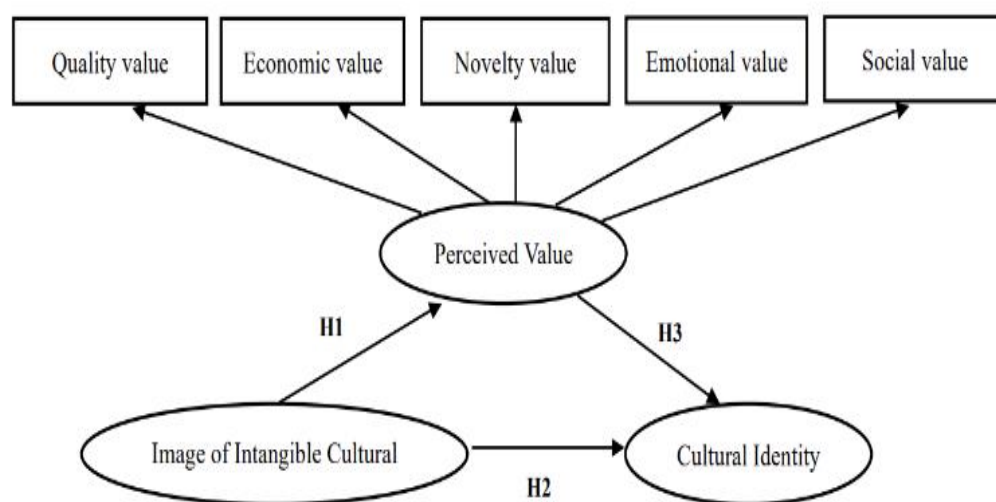 Quality value
Economic value
Novelty value
Emotional value
Social value
Perceived Value
H1
H3
Image of Intangible Cultural
Cultural Identity
H2